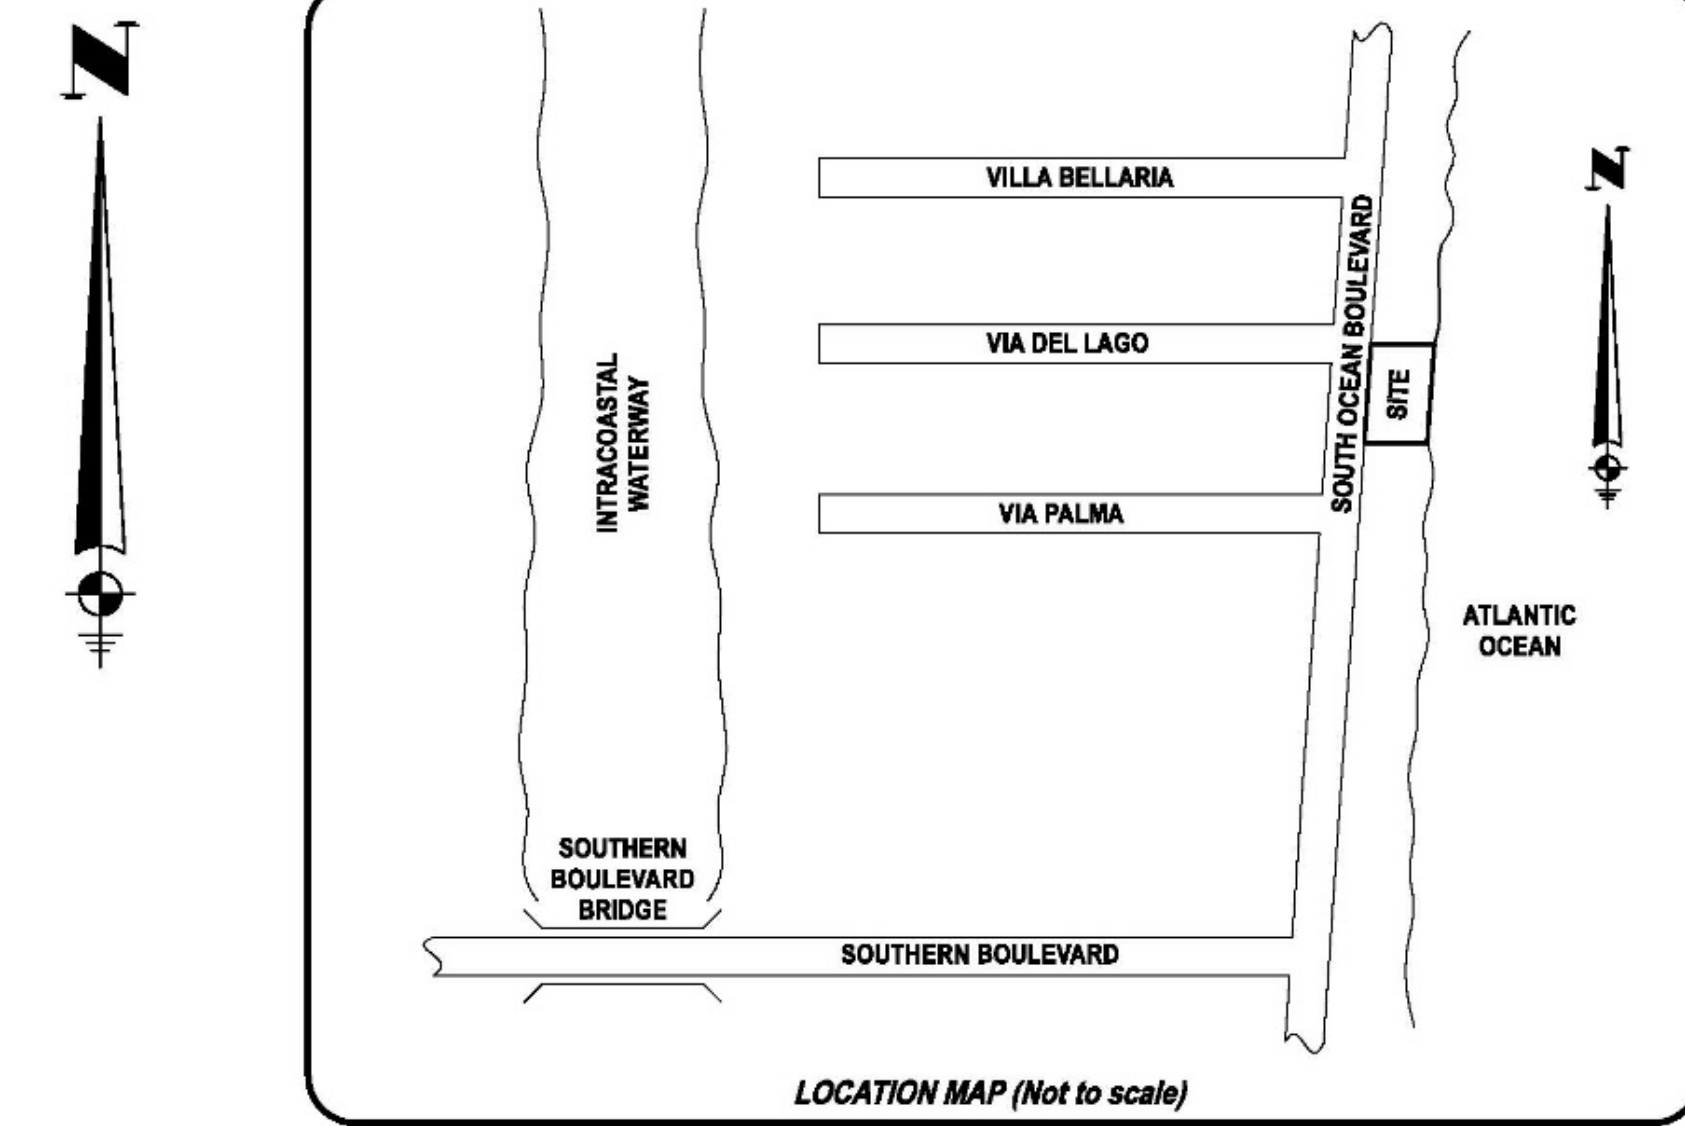 N
N
VILLA BELLARIA
SOUTH OCEAN BOULEVARD
VIA DEL LAGO
SITE
INTRACOASTAL
WATERWAY
VIA PALMA
ATLANTIC
OCEAN
SOUTHERN
BOULEVARD
BRIDGE
SOUTHERN BOULEVARD
LOCATION MAP (Not to scale)